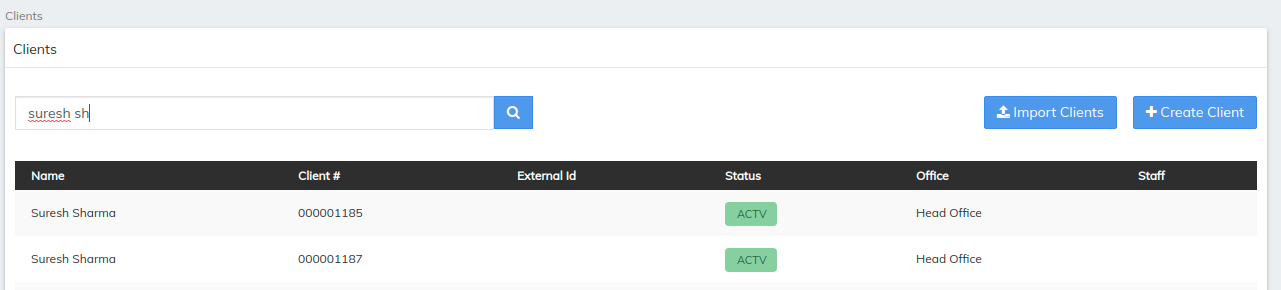 Clients
Clients
suresh sh
Import Clients
Create Client
Name Client # External Id Status Office Staff
Suresh Sharma 000001185 ACTV Head Office
Suresh Sharma 000001187 ACTV Head Office